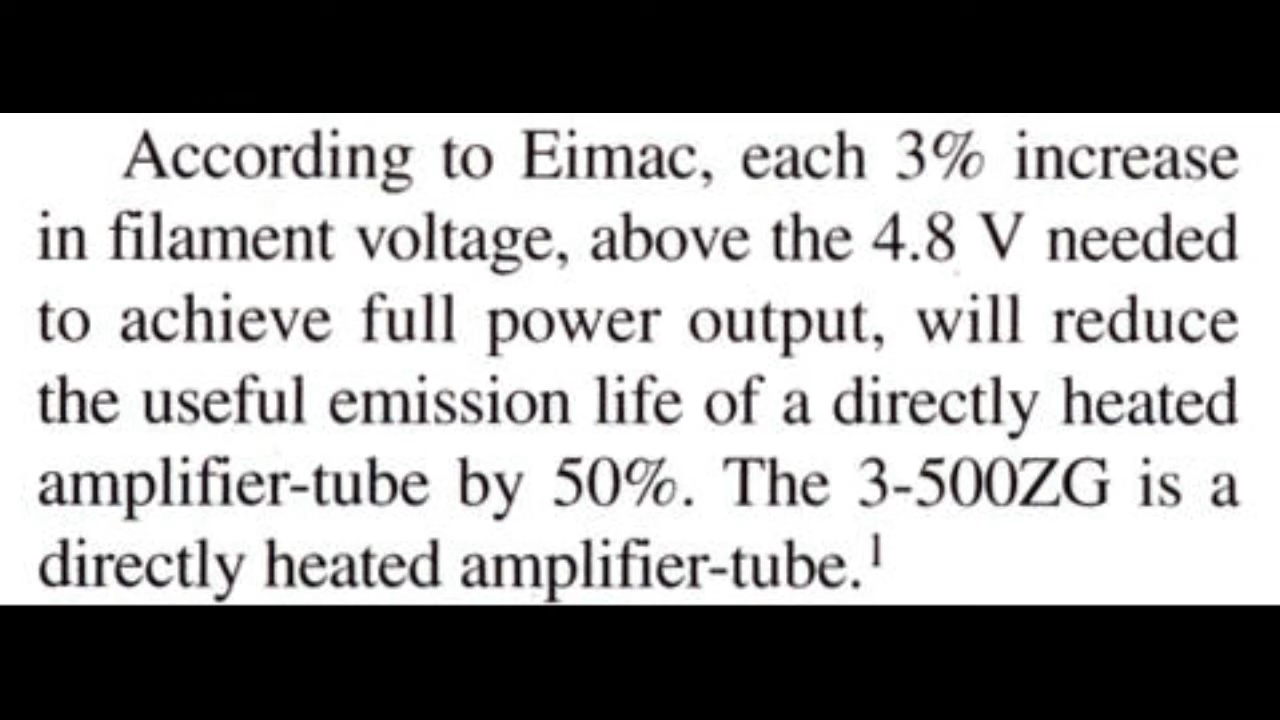 According to Eimac, each 3% increase
in filament voltage, above the 4.8 V needed
to achieve full power output, will reduce
the useful emission life of a directly heated
amplifier-tube by 50%. The 3-500ZG is a
directly heated amplifier-tube.¹